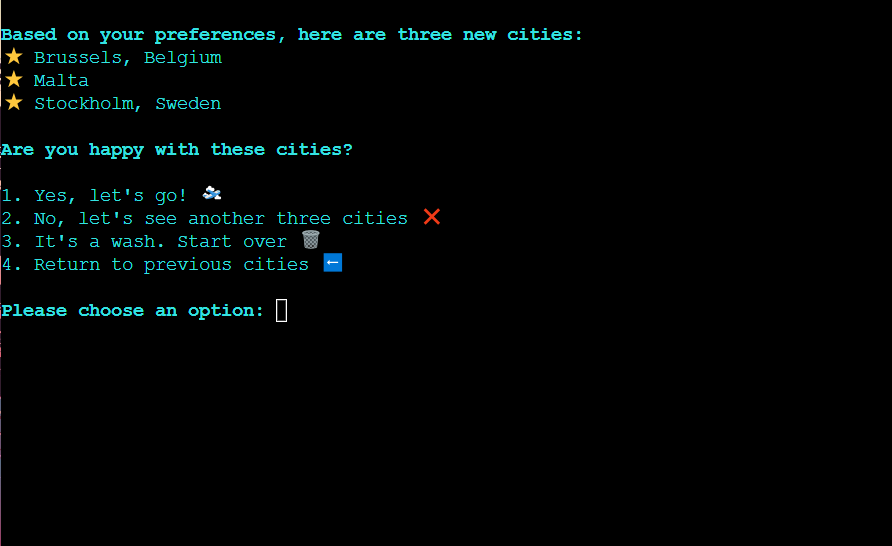 Based on your preferences, here are three new cities:
⭐ Brussels, Belgium
⭐ Malta
⭐ Stockholm, Sweden
Are you happy with these cities?
1. Yes, let's go! 🛫
2. No, let's see another three cities ❌
3. It's a wash. Start over 🗑️
4. Return to previous cities ⬅️
Please choose an option: